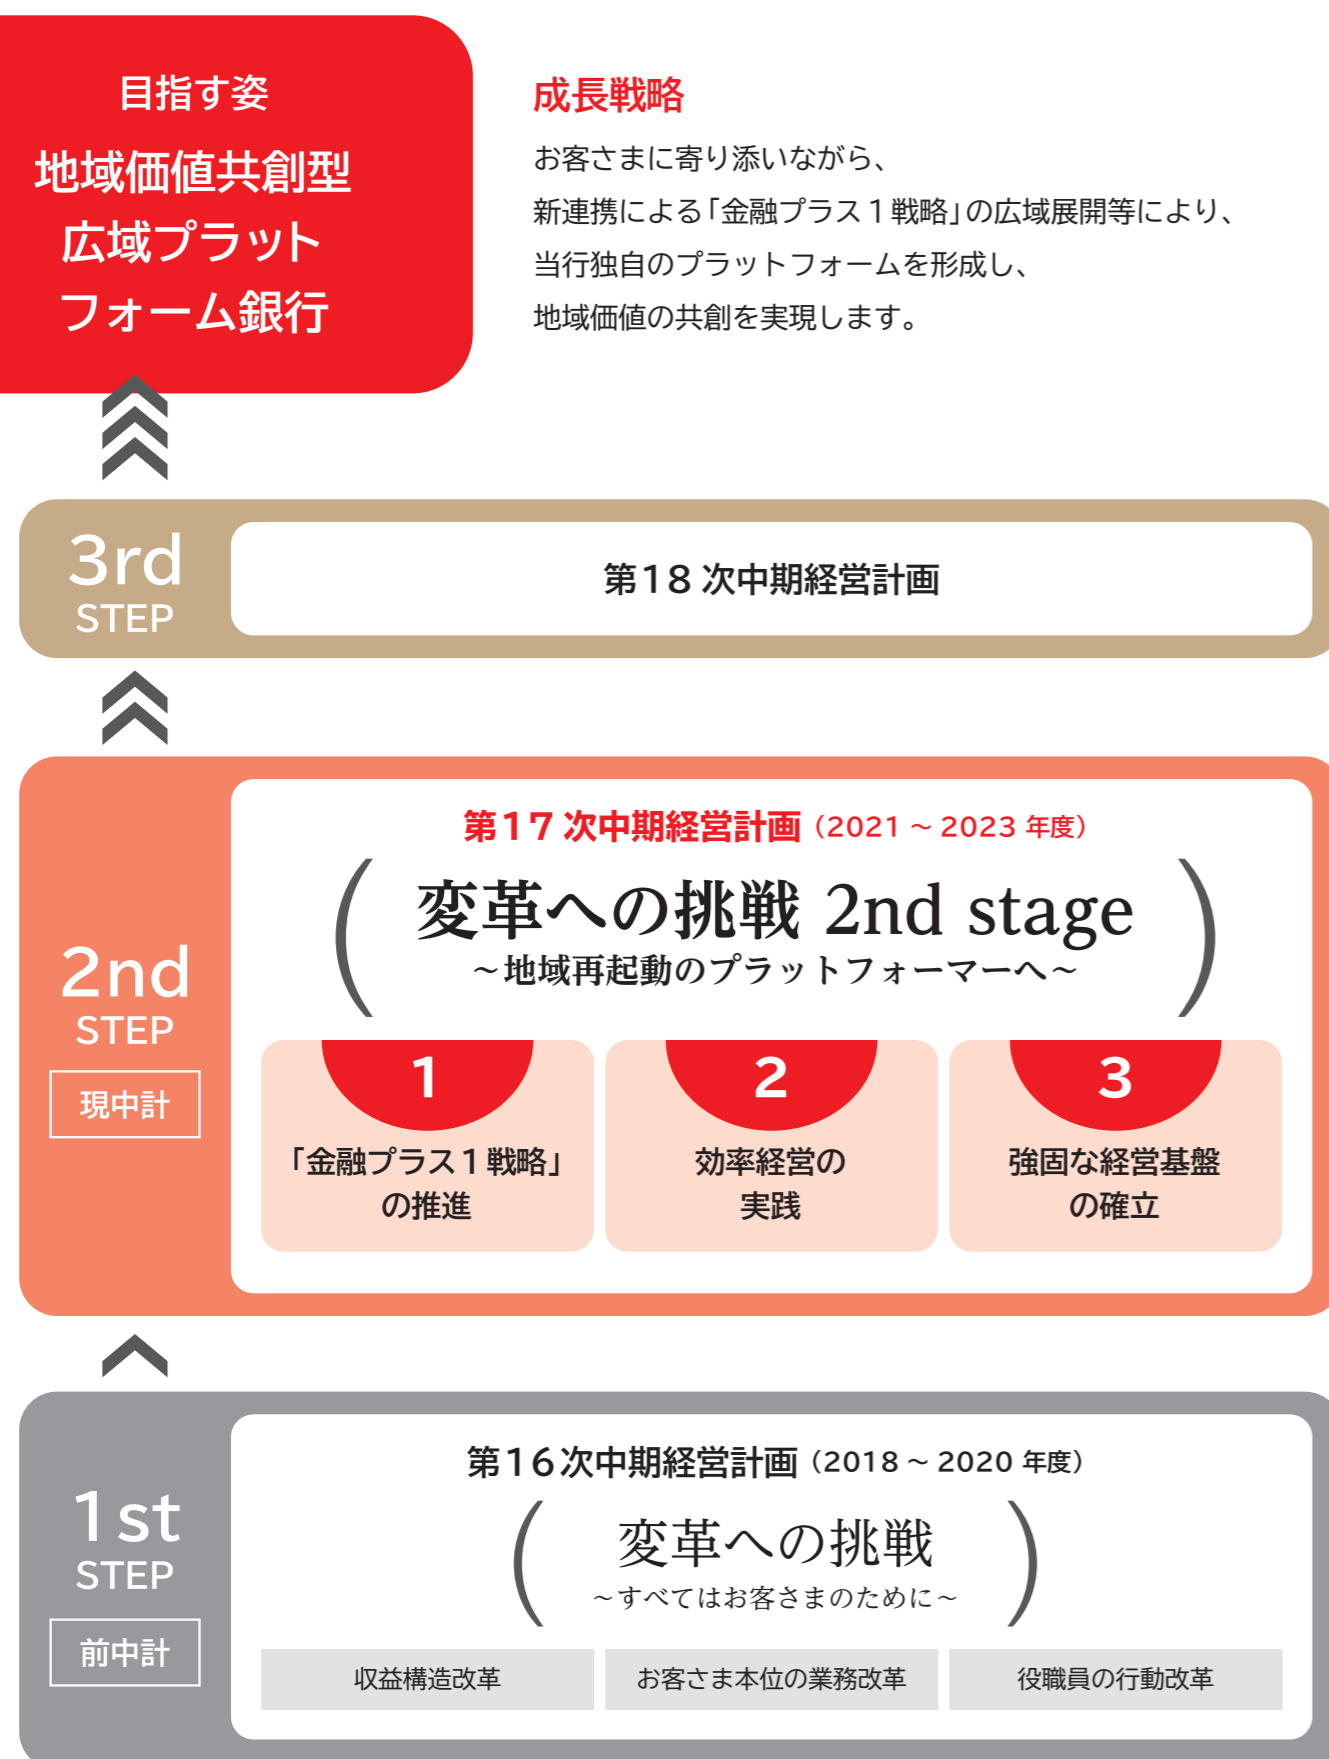 目指す姿
地域価値共創型
広域プラット
フォーム銀行
成長戦略
お客さまに寄り添いながら、
新連携による「金融プラス1戦略」の広域展開等により、
当行独自のプラットフォームを形成し、
地域価値の共創を実現します。
3rd
STEP
第18次中期経営計画
2nd
STEP
現中計
第17次中期経営計画（2021～2023年度）
変革への挑戦 2nd stage
～地域再起動のプラットフォーマーへ～
1
「金融プラス1戦略」
の推進
2
効率経営の
実践
3
強固な経営基盤
の確立
1st
STEP
前中計
第16次中期経営計画（2018～2020年度）
変革への挑戦
～すべてはお客さまのために～
収益構造改革
お客さま本位の業務改革
役職員の行動改革